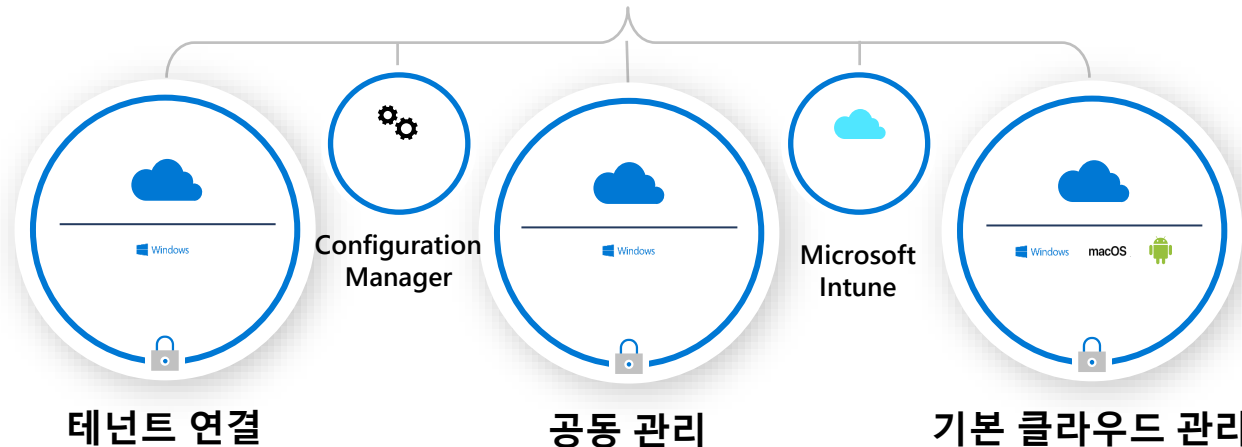 Windows
Configuration
Manager
Windows
Microsoft
Intune
Windows macOS
테넌트 연결
공동 관리
기본 클라우드 관리